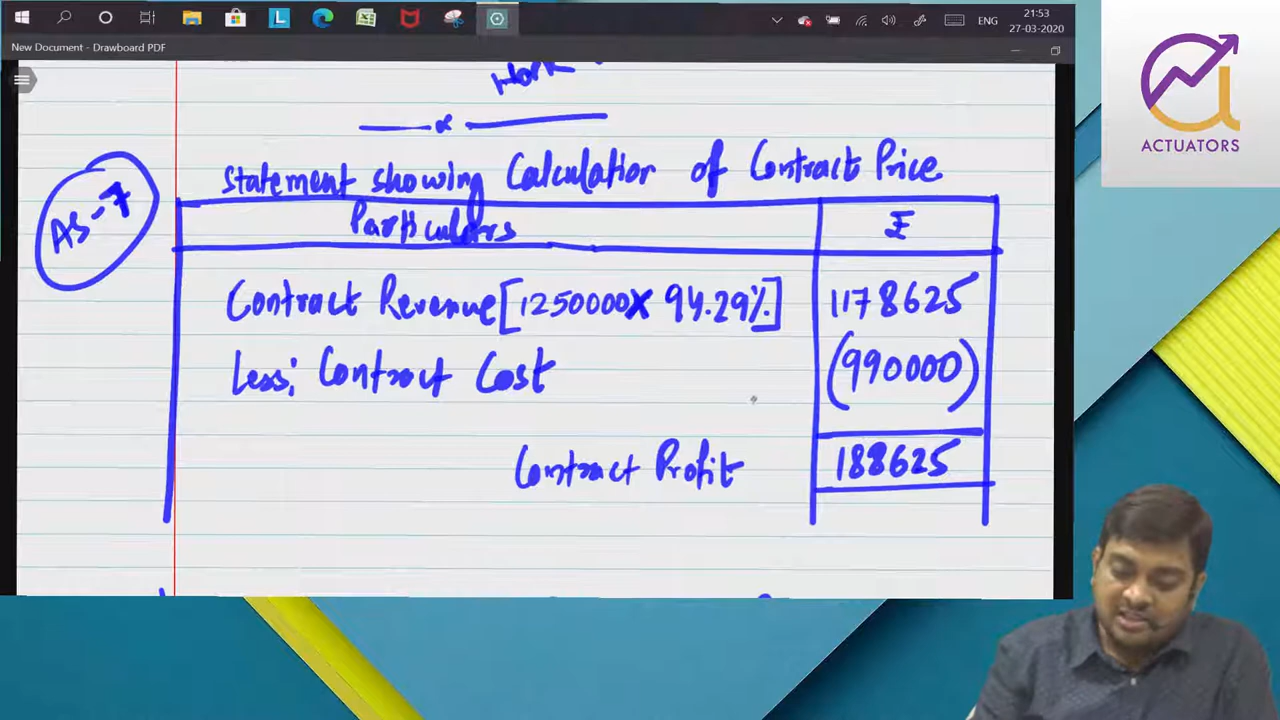 21:53
ENG
27-03-2020
New Document - Drawboard PDF
ACTUATORS
Work
AS-7
Statement showing Calculation of Contract Price
Particulars ₹
Contract Revenue [1250000 X 94.29%.] 1178625
Less: Contract Cost (990000)
Contract Profit 188625